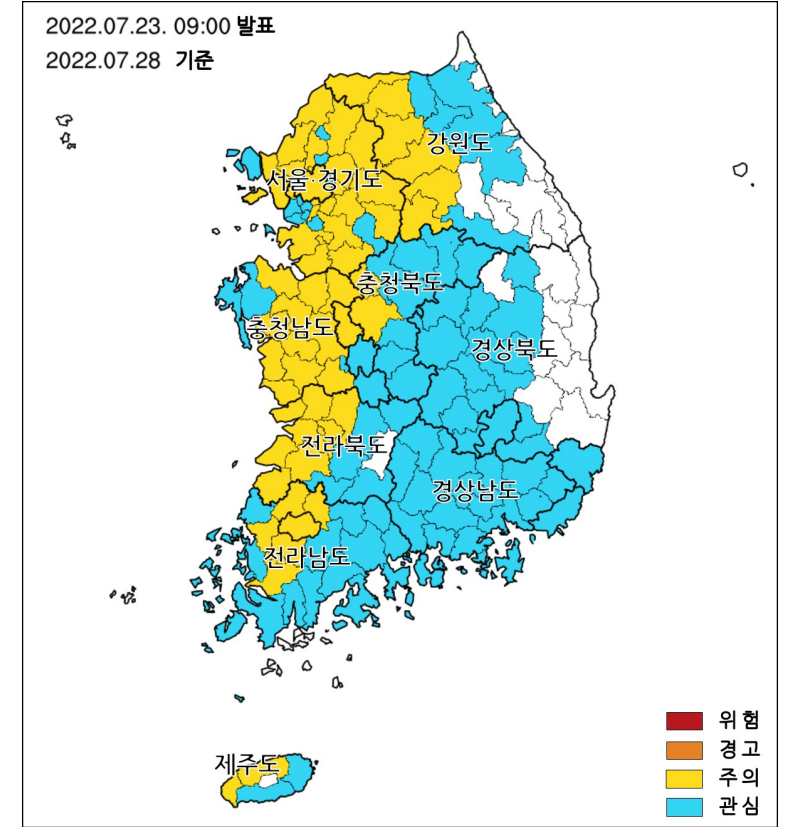 2022.07.23. 09:00 발표
2022.07.28 기준
강원도
서울·경기도
충청북도
충청남도
경상북도
전라북도
경상남도
전라남도
제주도
위험
경고
주의
관심